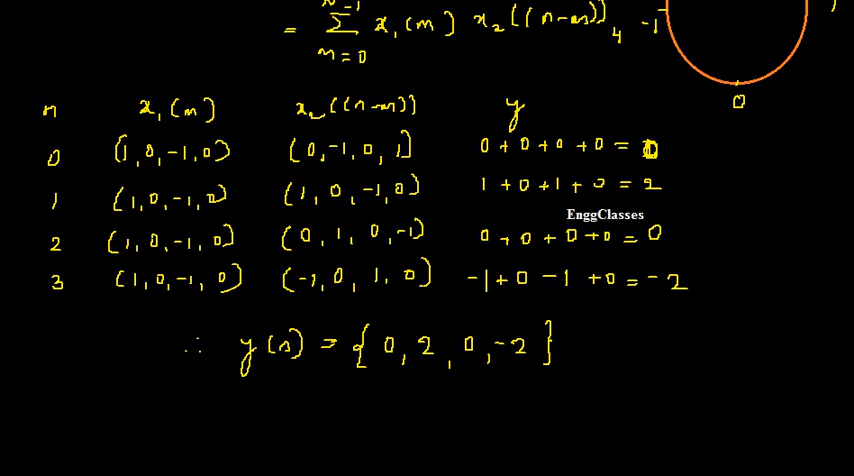 = Σ x₁(m) x₂((n-m))₄ -1
N-1
m=0
0
n x₁(m) x₂((n-m)) y
0 (1,0,-1,0) (0,-1,0,1] 0+0+0+0=0
1 (1,0,-1,0) (1,0,-1,0) 1+0+1+0=2
EnggClasses
2 (1,0,-1,0) (0,1,0,-1) 0+0+0+0=0
3 (1,0,-1,0) (-1,0,1,0) -1+0-1+0=-2
∴ y(n) = {0,2,0,-2}